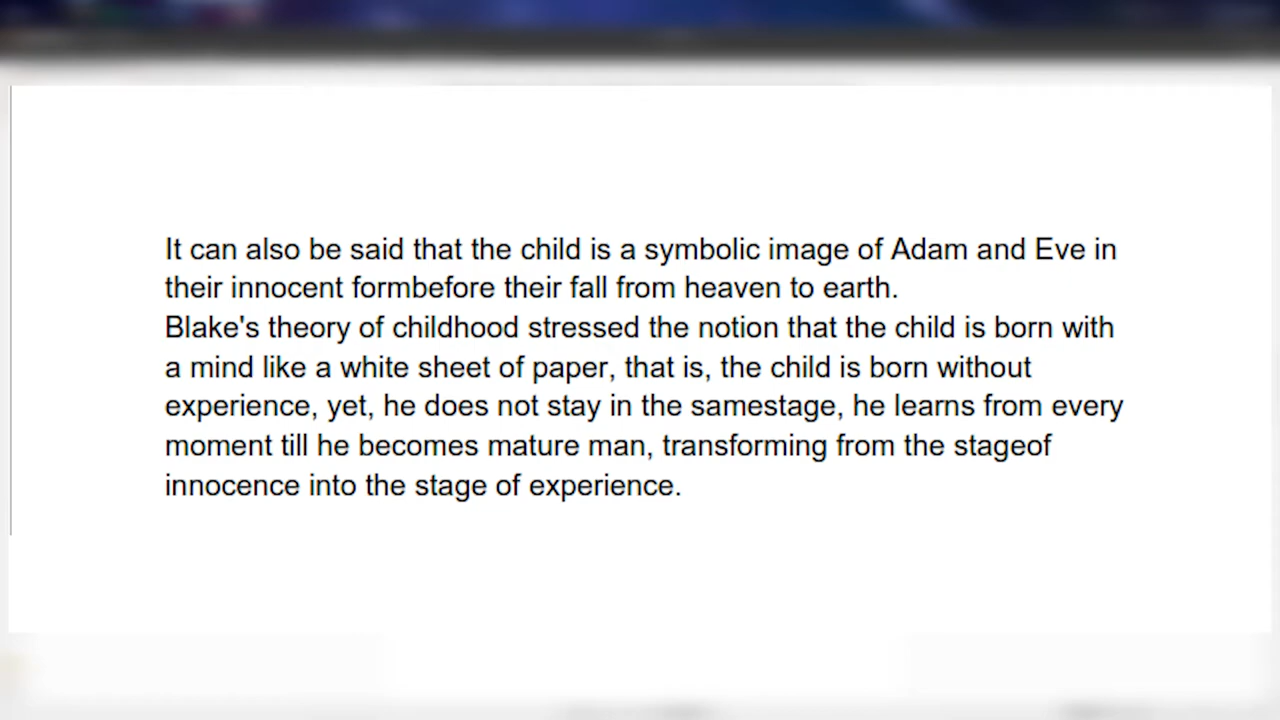 It can also be said that the child is a symbolic image of Adam and Eve in
their innocent formbefore their fall from heaven to earth.
Blake's theory of childhood stressed the notion that the child is born with
a mind like a white sheet of paper, that is, the child is born without
experience, yet, he does not stay in the samestage, he learns from every
moment till he becomes mature man, transforming from the stageof
innocence into the stage of experience.